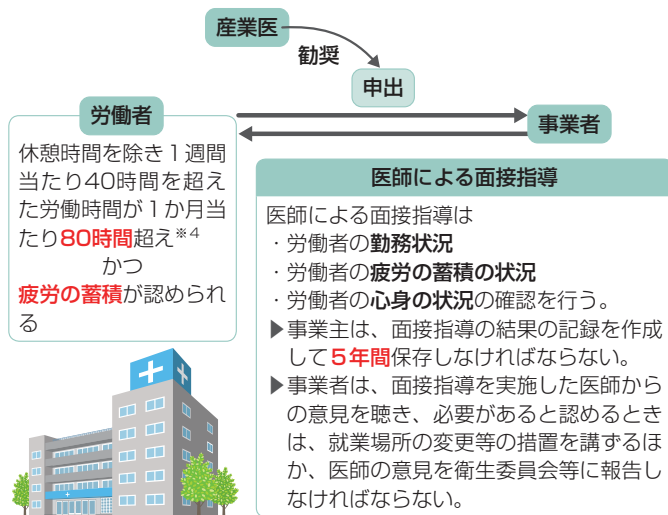 産業医
勧奨
申出
労働者
事業者
休憩時間を除き1週間
当たり40時間を超え
た労働時間が1か月当
たり80時間超え※4
かつ
疲労の蓄積が認められ
る
医師による面接指導
医師による面接指導は
・労働者の勤務状況
・労働者の疲労の蓄積の状況
・労働者の心身の状況の確認を行う。
▶事業主は、面接指導の結果の記録を作成
して5年間保存しなければならない。
▶事業者は、面接指導を実施した医師から
の意見を聴き、必要があると認めるとき
は、就業場所の変更等の措置を講ずるほ
か、医師の意見を衛生委員会等に報告し
なければならない。